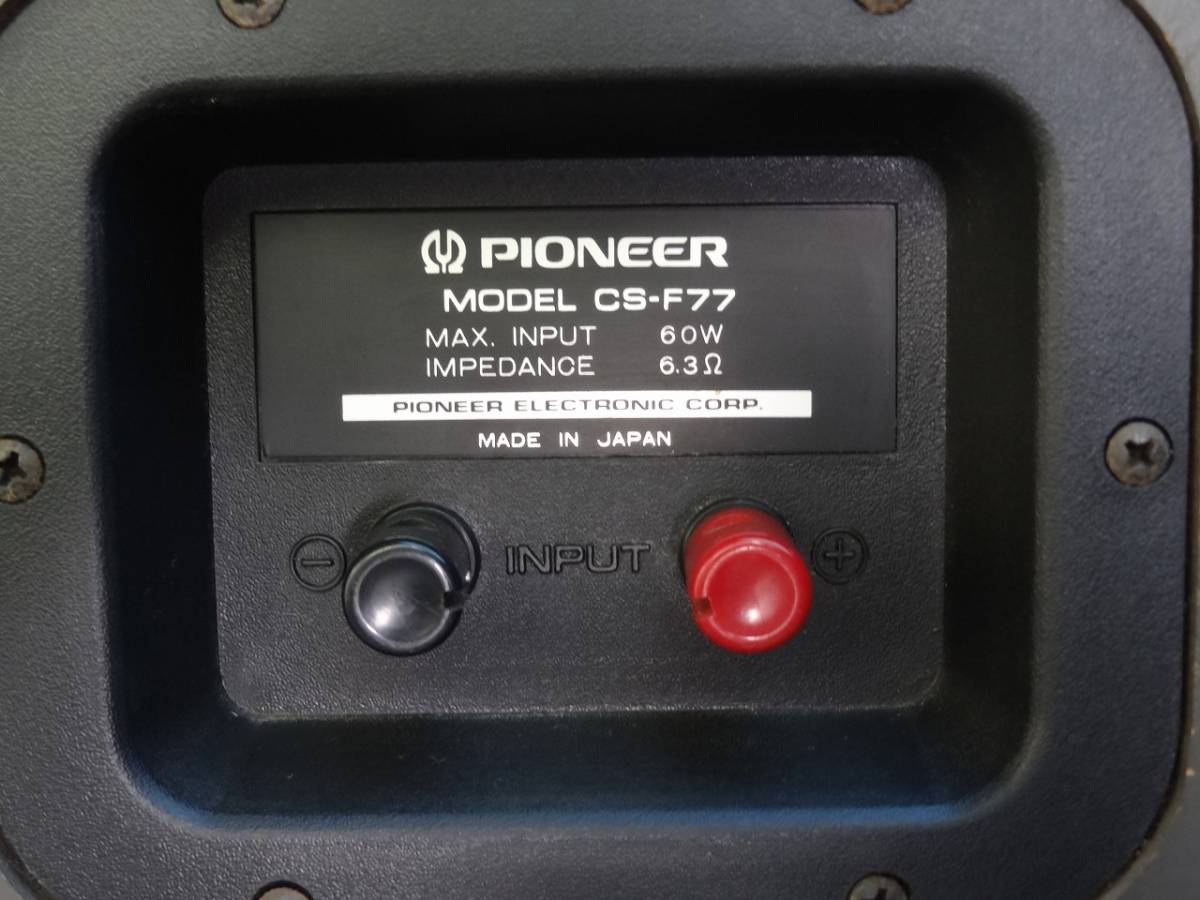 PIONEER
MODEL CS-F77
MAX. INPUT 60W
IMPEDANCE 6.3Ω
PIONEER ELECTRONIC CORP.
MADE IN JAPAN
− INPUT +